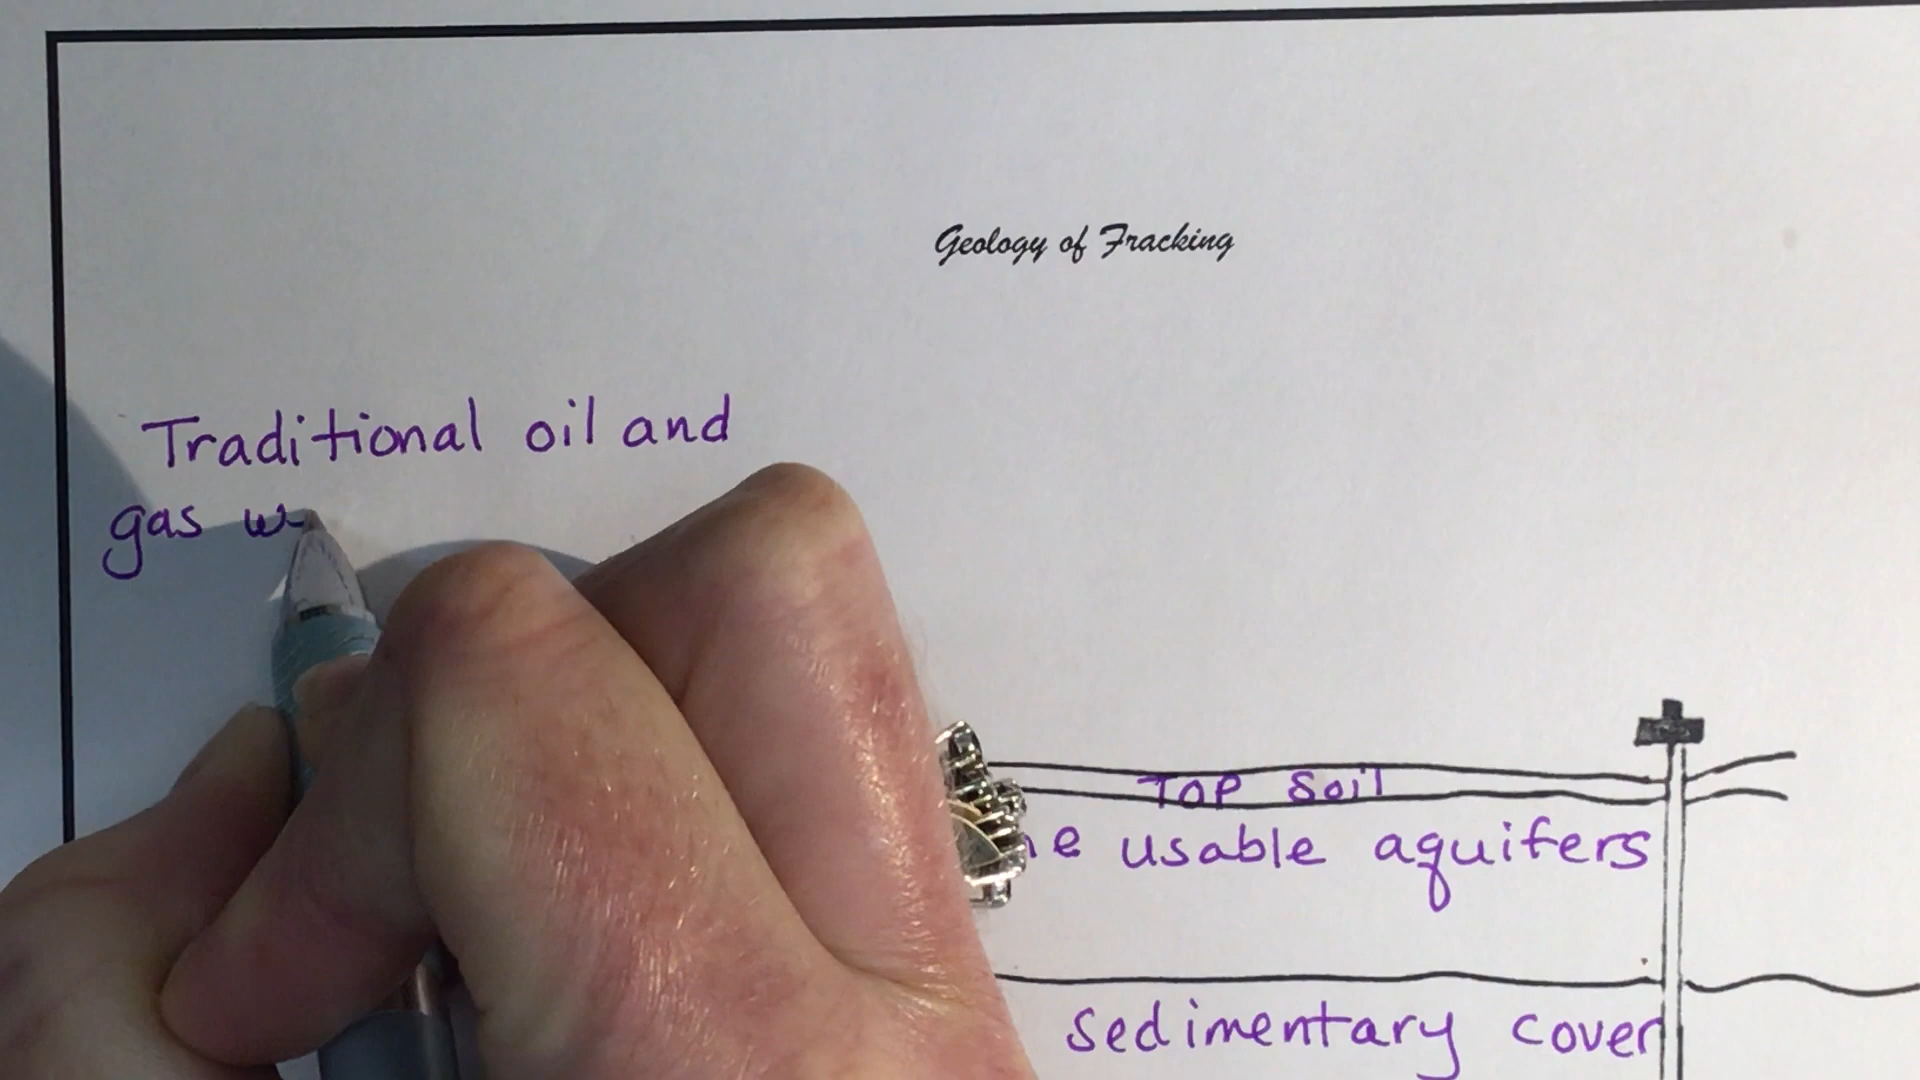 Geology of Fracking
Traditional oil and
gas
TOP Soil
usable aquifers
sedimentary cover